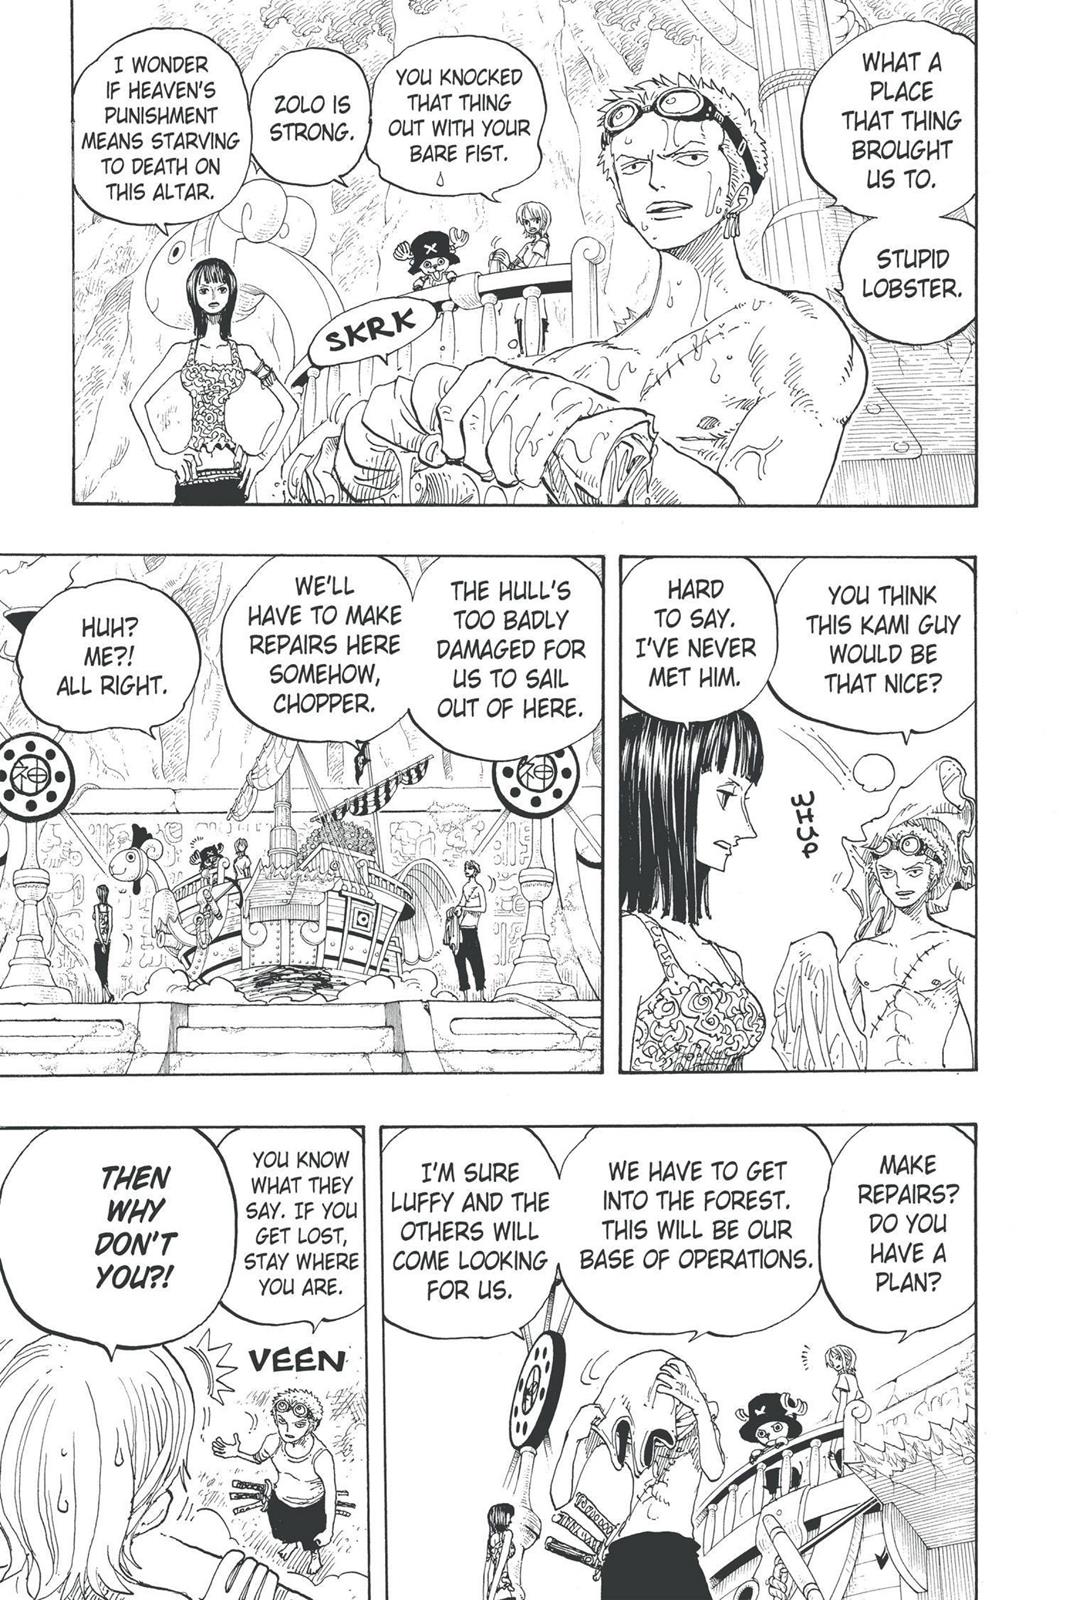 WHAT A
PLACE
THAT THING
BROUGHT
US TO.
STUPID
LOBSTER.
YOU KNOCKED
THAT THING
OUT WITH YOUR
BARE FIST.
ZOLO IS
STRONG.
I WONDER
IF HEAVEN'S
PUNISHMENT
MEANS STARVING
TO DEATH ON
THIS ALTAR.
SKRK
YOU THINK
THIS KAMI GUY
WOULD BE
THAT NICE?
HARD
TO SAY.
I'VE NEVER
MET HIM.
WHUP
THE HULL'S
TOO BADLY
DAMAGED FOR
US TO SAIL
OUT OF HERE.
WE'LL
HAVE TO MAKE
REPAIRS HERE
SOMEHOW,
CHOPPER.
HUH?
ME?!
ALL RIGHT.
神
神
MAKE
REPAIRS?
DO YOU
HAVE A
PLAN?
WE HAVE TO GET
INTO THE FOREST.
THIS WILL BE OUR
BASE OF OPERATIONS.
I'M SURE
LUFFY AND THE
OTHERS WILL
COME LOOKING
FOR US.
神
YOU KNOW
WHAT THEY
SAY. IF YOU
GET LOST,
STAY WHERE
YOU ARE.
THEN
WHY
DON'T
YOU?!
VEEN